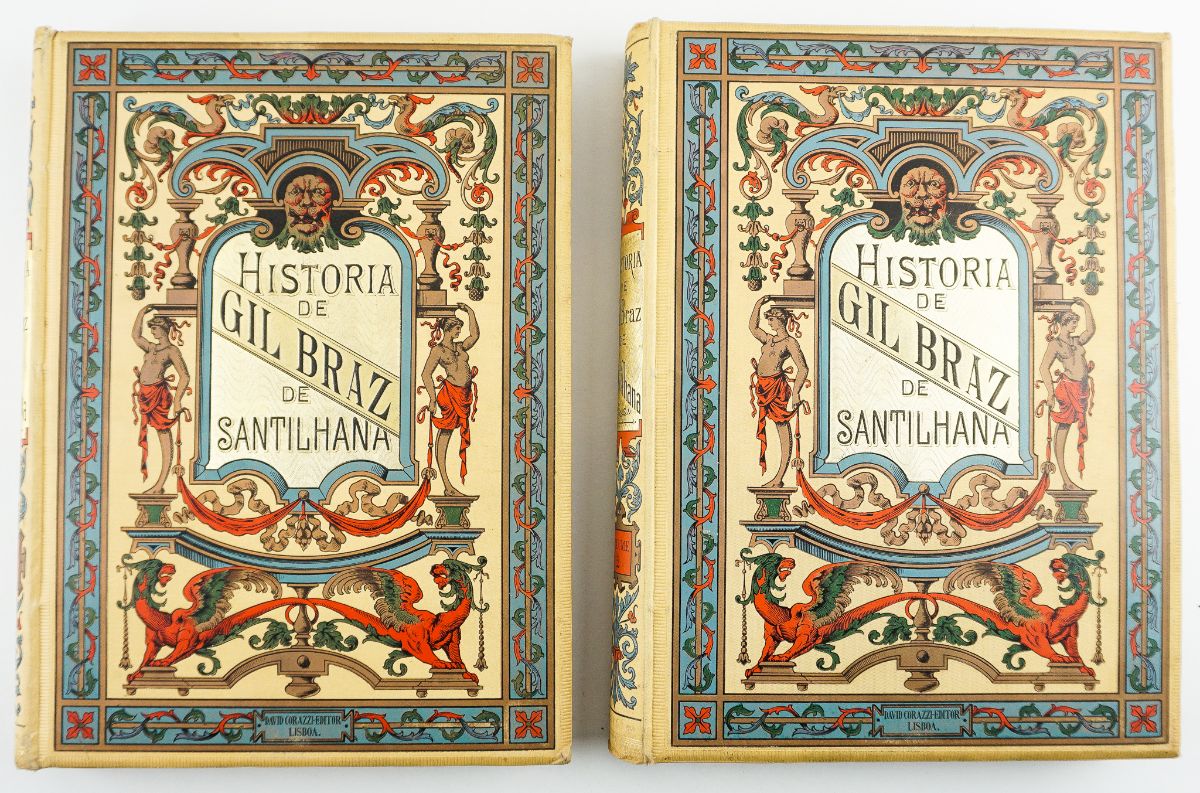 HISTORIA
DE
GIL BRAZ
DE
SANTILHANA
DAVID CORAZZI-EDITOR
LISBOA.
HISTORIA
DE
GIL BRAZ
DE
SANTILHANA
DAVID CORAZZI-EDITOR
LISBOA.